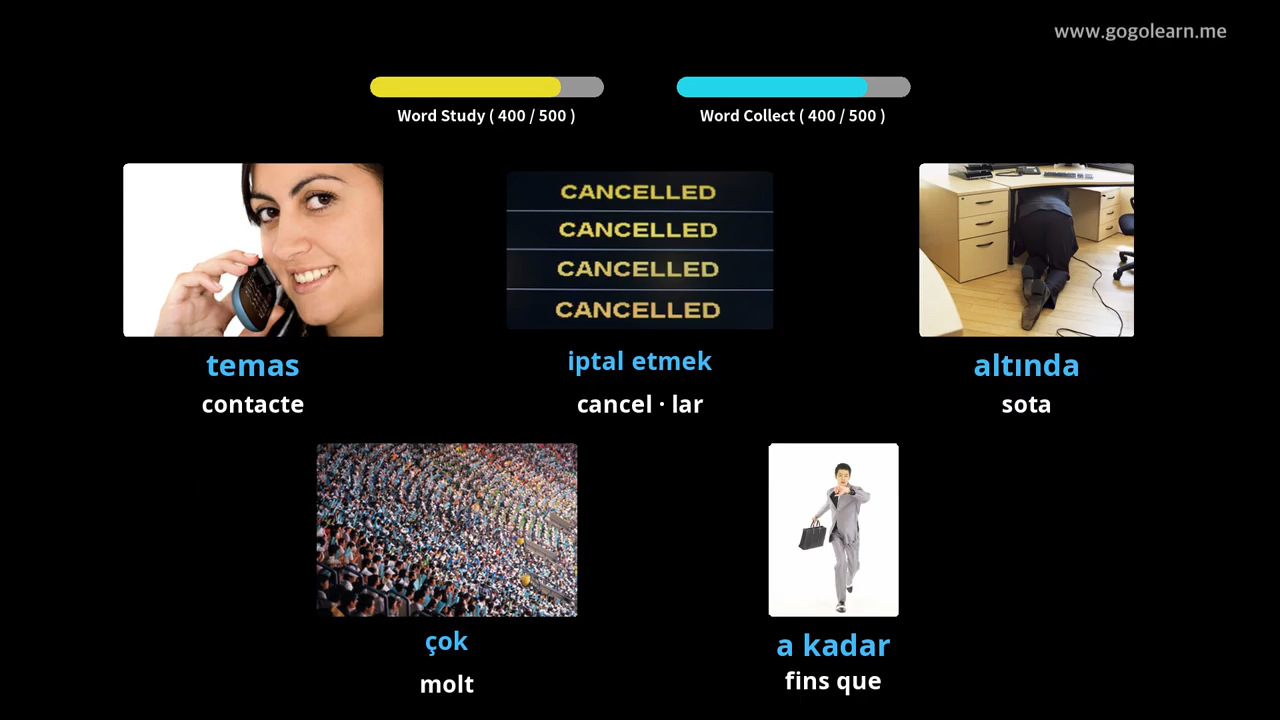 www.gogolearn.me
Word Study ( 400 / 500 )
Word Collect ( 400 / 500 )
CANCELLED
CANCELLED
CANCELLED
CANCELLED
temas
contacte
iptal etmek
cancel · lar
altında
sota
çok
molt
a kadar
fins que